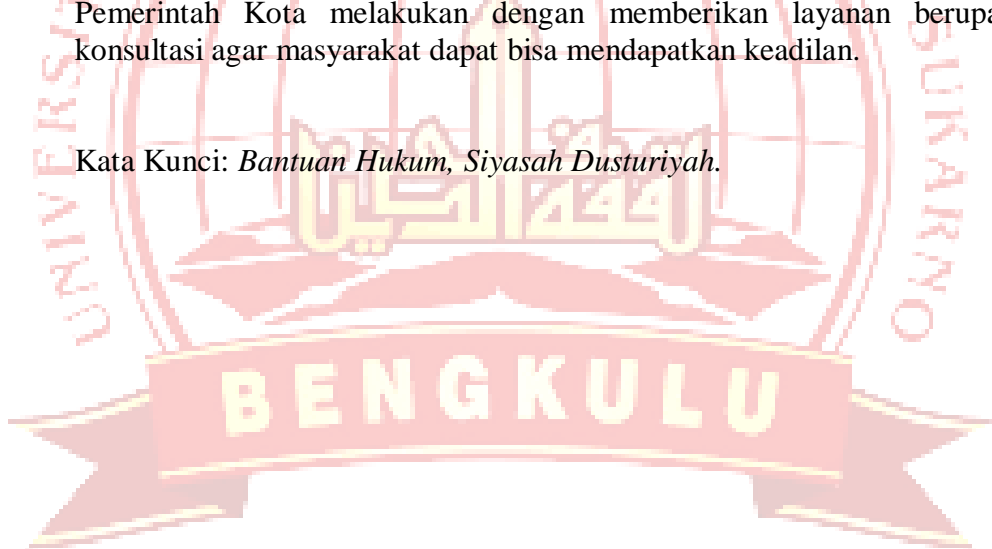 Pemerintah Kota melakukan dengan memberikan layanan berupa
konsultasi agar masyarakat dapat bisa mendapatkan keadilan.
Kata Kunci: Bantuan Hukum, Siyasah Dusturiyah.
SUKARNO
BENGKULU